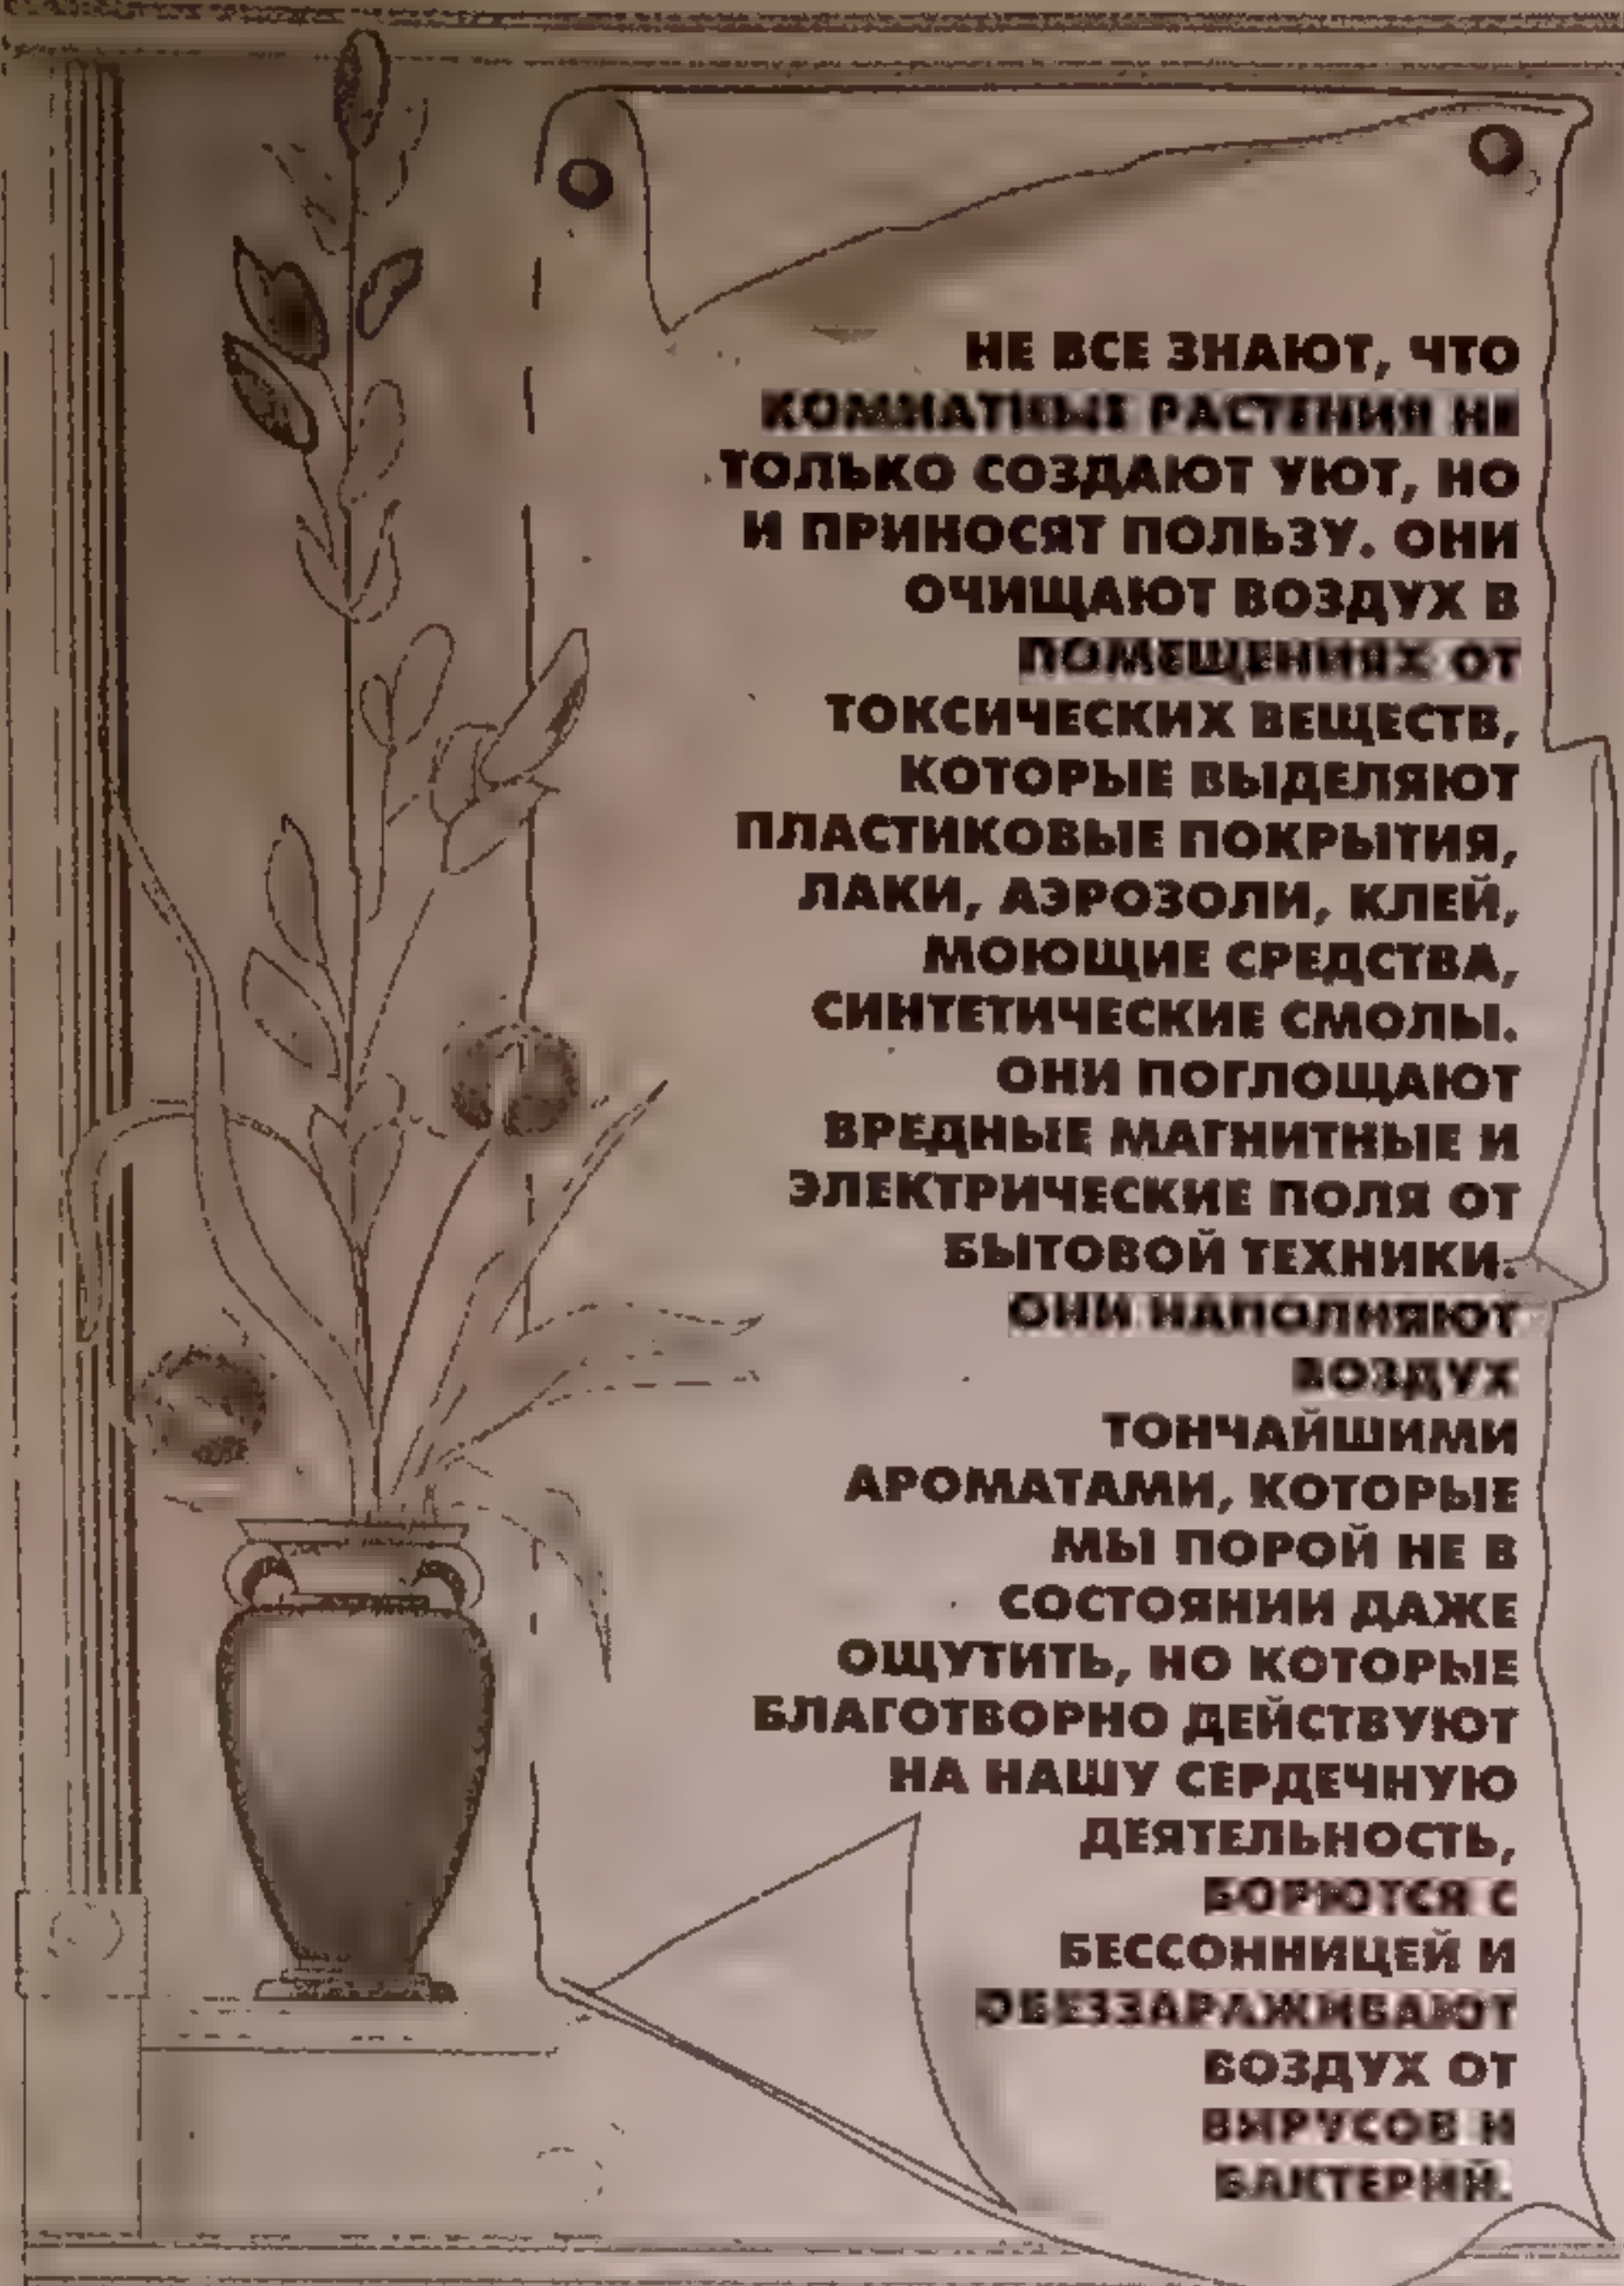 НЕ ВСЕ ЗНАЮТ, ЧТО
КОМНАТНЫЕ РАСТЕНИЯ НЕ
ТОЛЬКО СОЗДАЮТ УЮТ, НО
И ПРИНОСЯТ ПОЛЬЗУ. ОНИ
ОЧИЩАЮТ ВОЗДУХ В
ПОМЕЩЕНИЯХ ОТ
ТОКСИЧЕСКИХ ВЕЩЕСТВ,
КОТОРЫЕ ВЫДЕЛЯЮТ
ПЛАСТИКОВЫЕ ПОКРЫТИЯ,
ЛАКИ, АЭРОЗОЛИ, КЛЕЙ,
МОЮЩИЕ СРЕДСТВА,
СИНТЕТИЧЕСКИЕ СМОЛЫ.
ОНИ ПОГЛОЩАЮТ
ВРЕДНЫЕ МАГНИТНЫЕ И
ЭЛЕКТРИЧЕСКИЕ ПОЛЯ ОТ
БЫТОВОЙ ТЕХНИКИ.
ОНИ НАПОЛНЯЮТ
ВОЗДУХ
ТОНЧАЙШИМИ
АРОМАТАМИ, КОТОРЫЕ
МЫ ПОРОЙ НЕ В
СОСТОЯНИИ ДАЖЕ
ОЩУТИТЬ, НО КОТОРЫЕ
БЛАГОТВОРНО ДЕЙСТВУЮТ
НА НАШУ СЕРДЕЧНУЮ
ДЕЯТЕЛЬНОСТЬ,
БОРЮТСЯ С
БЕССОННИЦЕЙ И
ОБЕЗЗАРАЖИВАЮТ
ВОЗДУХ ОТ
ВИРУСОВ И
БАКТЕРИЙ.